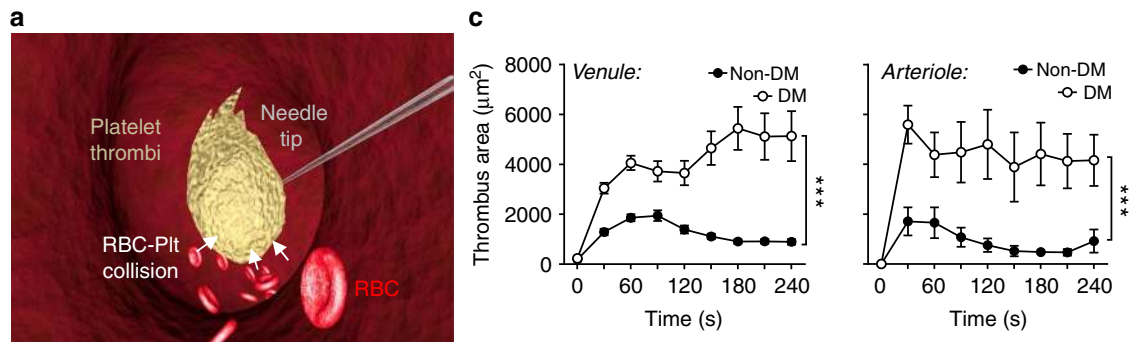 a
Platelet
thrombi
Needle
tip
RBC-Plt
collision
RBC
c
Thrombus area (μm²)
8000
6000
4000
2000
0
Venule:
Non-DM
DM
***
0 60 120 180 240
Time (s)
Arteriole:
Non-DM
DM
***
0 60 120 180 240
Time (s)